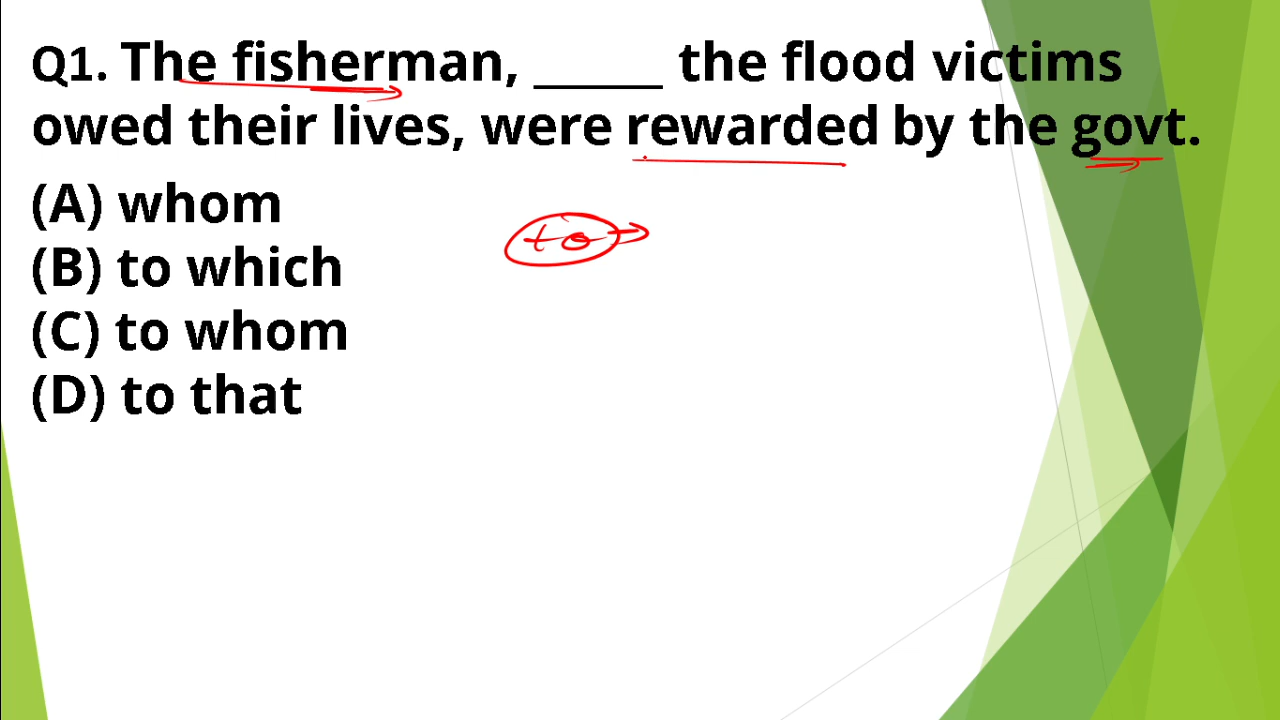 Q1. The fisherman, ______ the flood victims
owed their lives, were rewarded by the govt.
(A) whom
to
(B) to which
(C) to whom
(D) to that